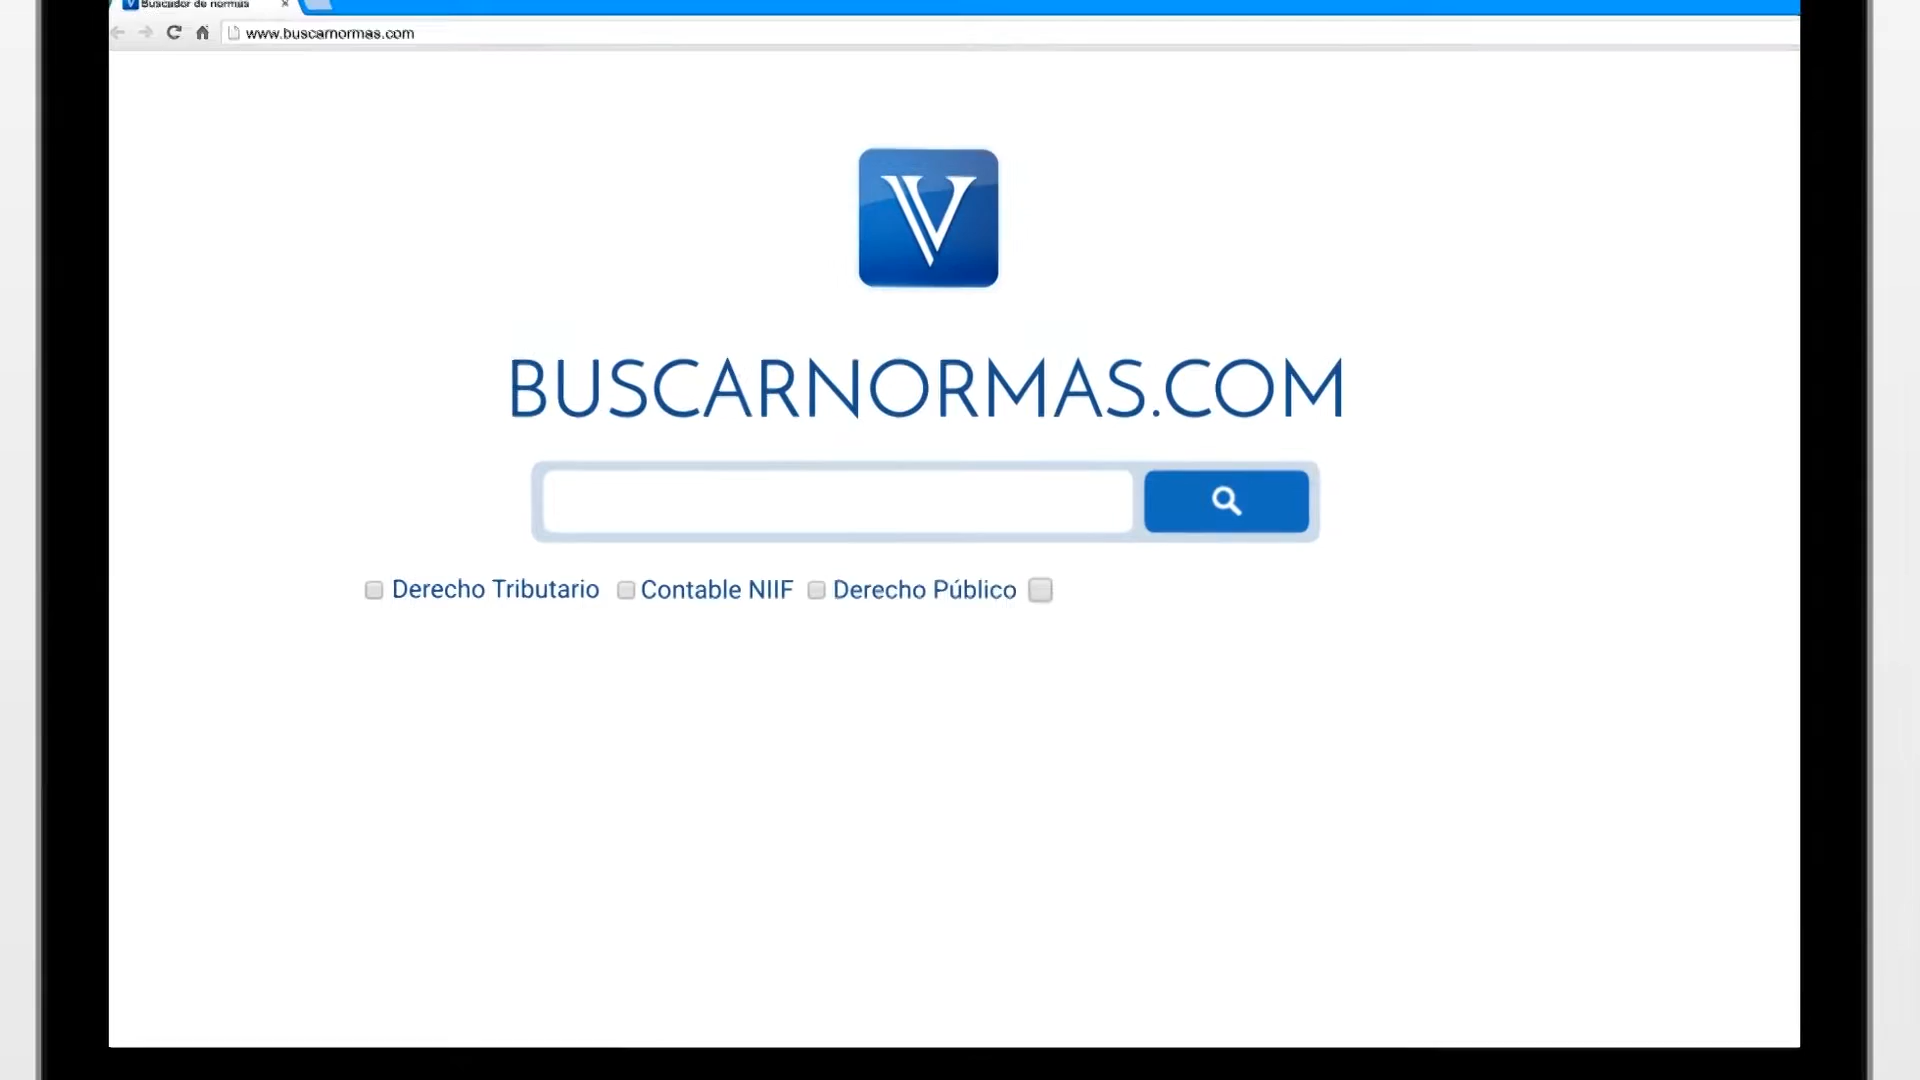 Buscador de normas
www.buscarnormas.com
V
BUSCARNORMAS.COM
Derecho Tributario Contable NIIF Derecho Público